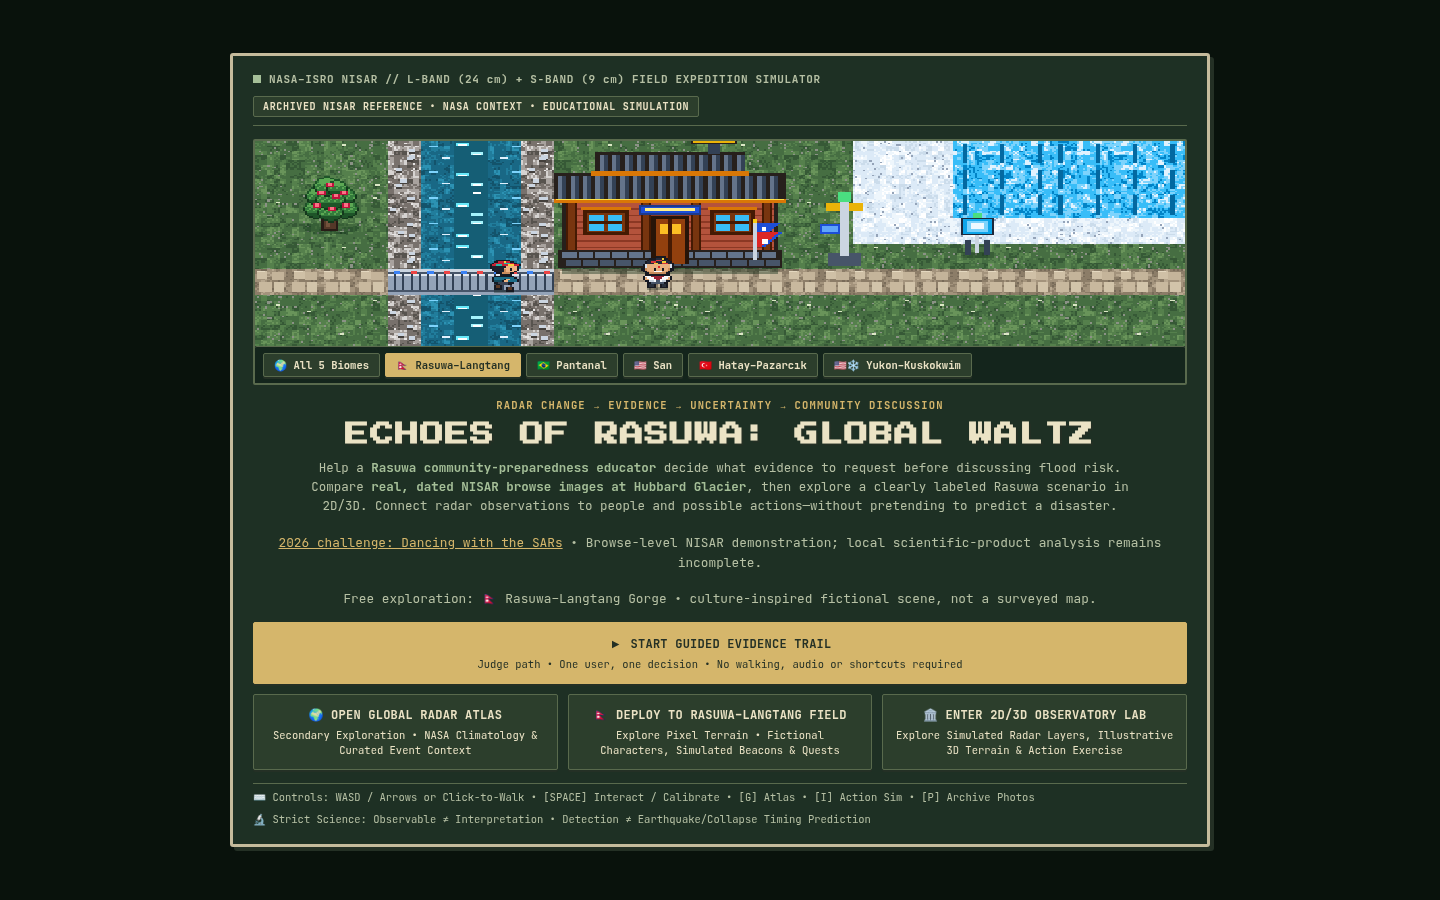 NASA-ISRO NISAR // L-BAND (24 cm) + S-BAND (9 cm) FIELD EXPEDITION SIMULATOR
ARCHIVED NISAR REFERENCE • NASA CONTEXT • EDUCATIONAL SIMULATION
🌍 All 5 Biomes 🇳🇵 Rasuwa-Langtang 🇧🇷 Pantanal 🇺🇸 San 🇹🇷 Hatay-Pazarcık 🇺🇸❄️ Yukon-Kuskokwim
RADAR CHANGE → EVIDENCE → UNCERTAINTY → COMMUNITY DISCUSSION
ECHOES OF RASUWA: GLOBAL WALTZ
Help a Rasuwa community-preparedness educator decide what evidence to request before discussing flood risk.
Compare real, dated NISAR browse images at Hubbard Glacier, then explore a clearly labeled Rasuwa scenario in
2D/3D. Connect radar observations to people and possible actions—without pretending to predict a disaster.
2026 challenge: Dancing with the SARs • Browse-level NISAR demonstration; local scientific-product analysis remains
incomplete.
Free exploration: 🇳🇵 Rasuwa-Langtang Gorge • culture-inspired fictional scene, not a surveyed map.
▶ START GUIDED EVIDENCE TRAIL
Judge path • One user, one decision • No walking, audio or shortcuts required
🌍 OPEN GLOBAL RADAR ATLAS
Secondary Exploration • NASA Climatology &
Curated Event Context
🇳🇵 DEPLOY TO RASUWA-LANGTANG FIELD
Explore Pixel Terrain • Fictional
Characters, Simulated Beacons & Quests
🏛️ ENTER 2D/3D OBSERVATORY LAB
Explore Simulated Radar Layers, Illustrative
3D Terrain & Action Exercise
⌨️ Controls: WASD / Arrows or Click-to-Walk • [SPACE] Interact / Calibrate • [G] Atlas • [I] Action Sim • [P] Archive Photos
🔬 Strict Science: Observable ≠ Interpretation • Detection ≠ Earthquake/Collapse Timing Prediction